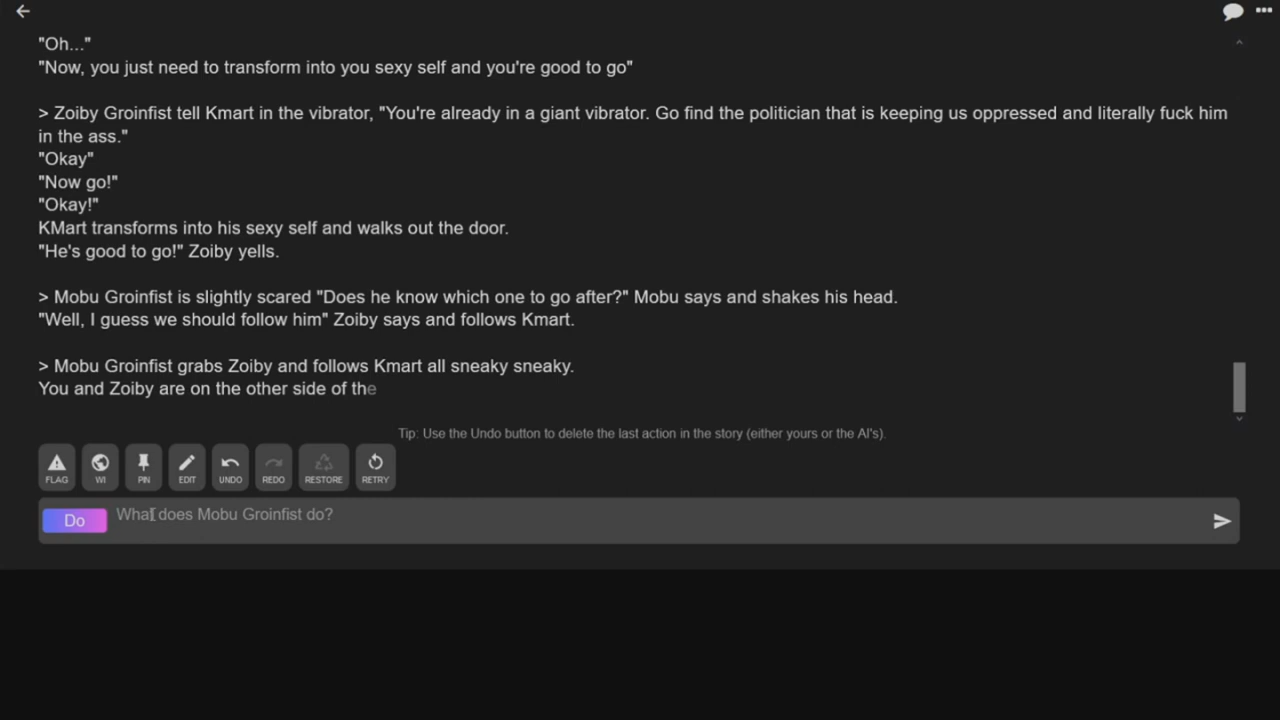 "Oh..."
"Now, you just need to transform into you sexy self and you're good to go"
> Zoiby Groinfist tell Kmart in the vibrator, "You're already in a giant vibrator. Go find the politician that is keeping us oppressed and literally fuck him
in the ass."
"Okay"
"Now go!"
"Okay!"
KMart transforms into his sexy self and walks out the door.
"He's good to go!" Zoiby yells.
> Mobu Groinfist is slightly scared "Does he know which one to go after?" Mobu says and shakes his head.
"Well, I guess we should follow him" Zoiby says and follows Kmart.
> Mobu Groinfist grabs Zoiby and follows Kmart all sneaky sneaky.
You and Zoiby are on the other side of the
Tip: Use the Undo button to delete the last action in the story (either yours or the AI's).
FLAG WI PIN EDIT UNDO REDO RESTORE RETRY
Do What does Mobu Groinfist do?